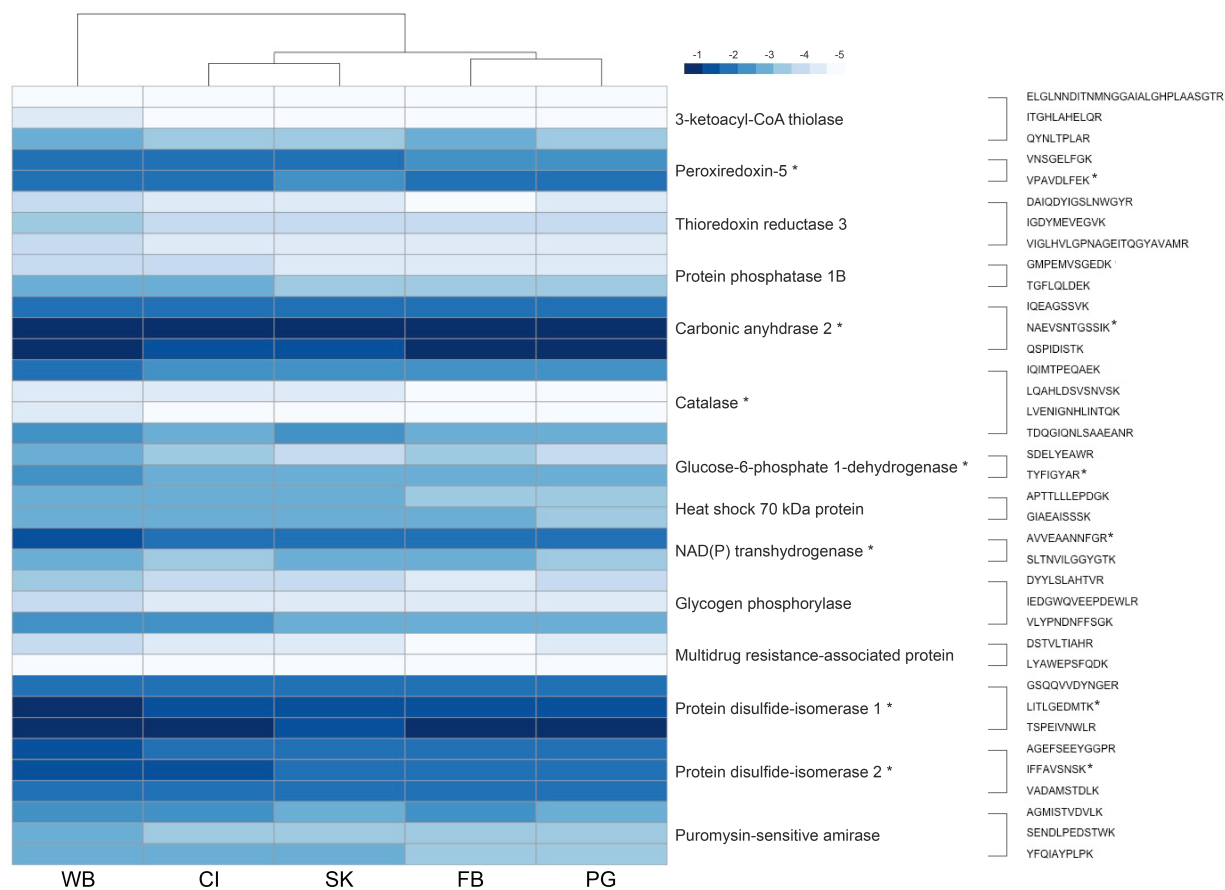 -1 -2 -3 -4 -5
ELGLNNDITNMNGGAIALGHPLAASGTR
3-ketoacyl-CoA thiolase
ITGHLAHELQR
QYNLTPLAR
VNSGELFGK
Peroxiredoxin-5 *
VPAVDLFEK*
DAIQDYIGSLNWGYR
Thioredoxin reductase 3
IGDYMEVEGVK
VIGLHVLGPNAGEITQGYAVAMR
GMPEMVSGEDK
Protein phosphatase 1B
TGFLQLDEK
IQEAGSSVK
Carbonic anyhdrase 2 *
NAEVSNTGSSIK*
QSPIDISTK
IQIMTPEQAEK
LQAHLDSVSNVSK
Catalase *
LVENIGNHLINTQK
TDQGIQNLSAAEANR
SDELYEAWR
Glucose-6-phosphate 1-dehydrogenase *
TYFIGYAR*
APTTLLLEPDGK
Heat shock 70 kDa protein
GIAEAISSSK
AVVEAANNFGR*
NAD(P) transhydrogenase *
SLTNVILGGYGTK
DYYLSLAHTVR
Glycogen phosphorylase
IEDGWQVEEPDEWLR
VLYPNDNFFSGK
DSTVLTIAHR
Multidrug resistance-associated protein
LYAWEPSFQDK
GSQQVVDYNGER
Protein disulfide-isomerase 1 *
LITLGEDMTK*
TSPEIVNWLR
AGEFSEEYGGPR
Protein disulfide-isomerase 2 *
IFFAVSNSK*
VADAMSTDLK
AGMISTVDVLK
Puromysin-sensitive amirase
SENDLPEDSTWK
YFQIAYPLPK
WB CI SK FB PG